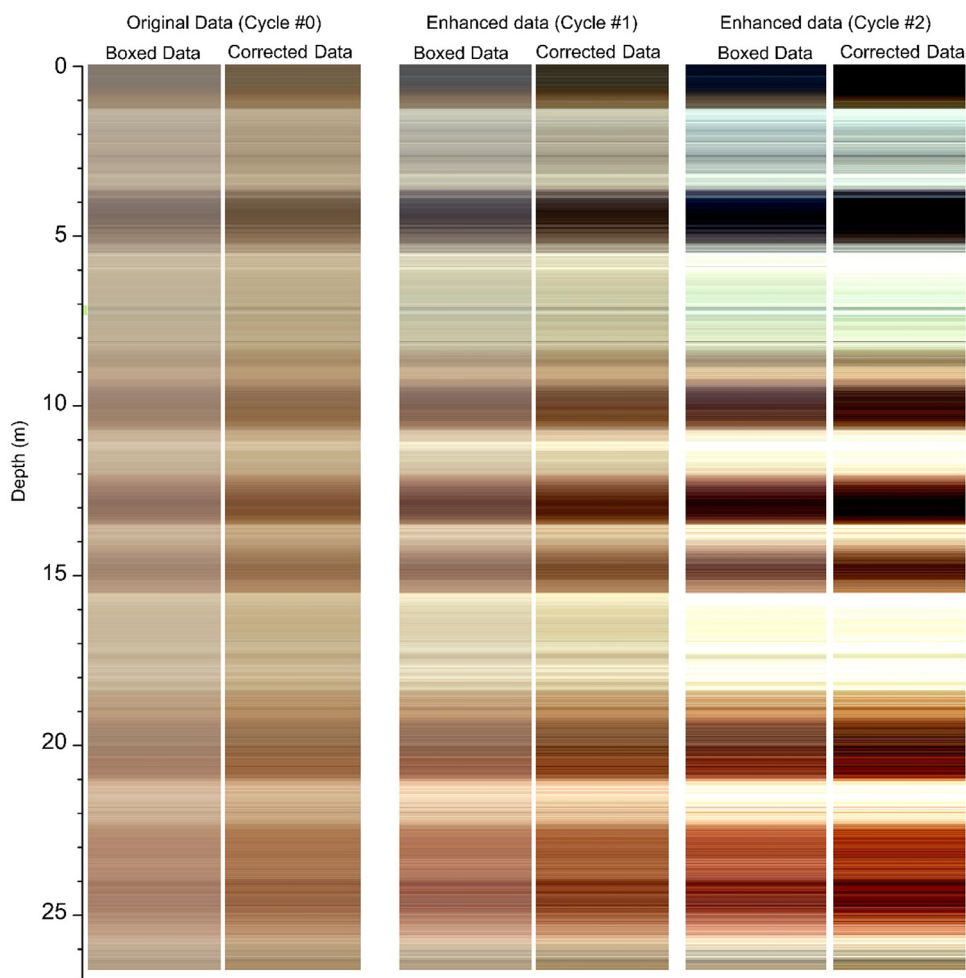 Original Data (Cycle #0) Enhanced data (Cycle #1) Enhanced data (Cycle #2)
Boxed Data Corrected Data Boxed Data Corrected Data Boxed Data Corrected Data
0
5
10
Depth (m)
15
20
25